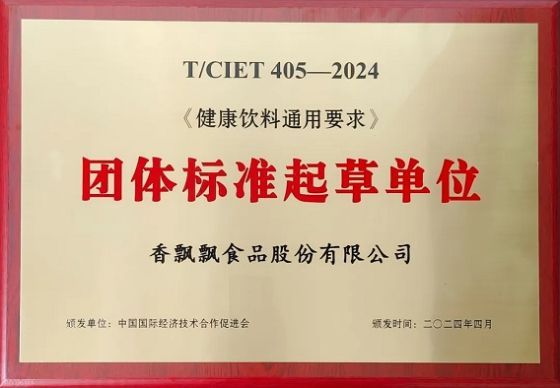 T/CIET 405—2024
《健康饮料通用要求》
团体标准起草单位
香飘飘食品股份有限公司
颁发单位：中国国际经济技术合作促进会 颁发时间：二〇二四年四月